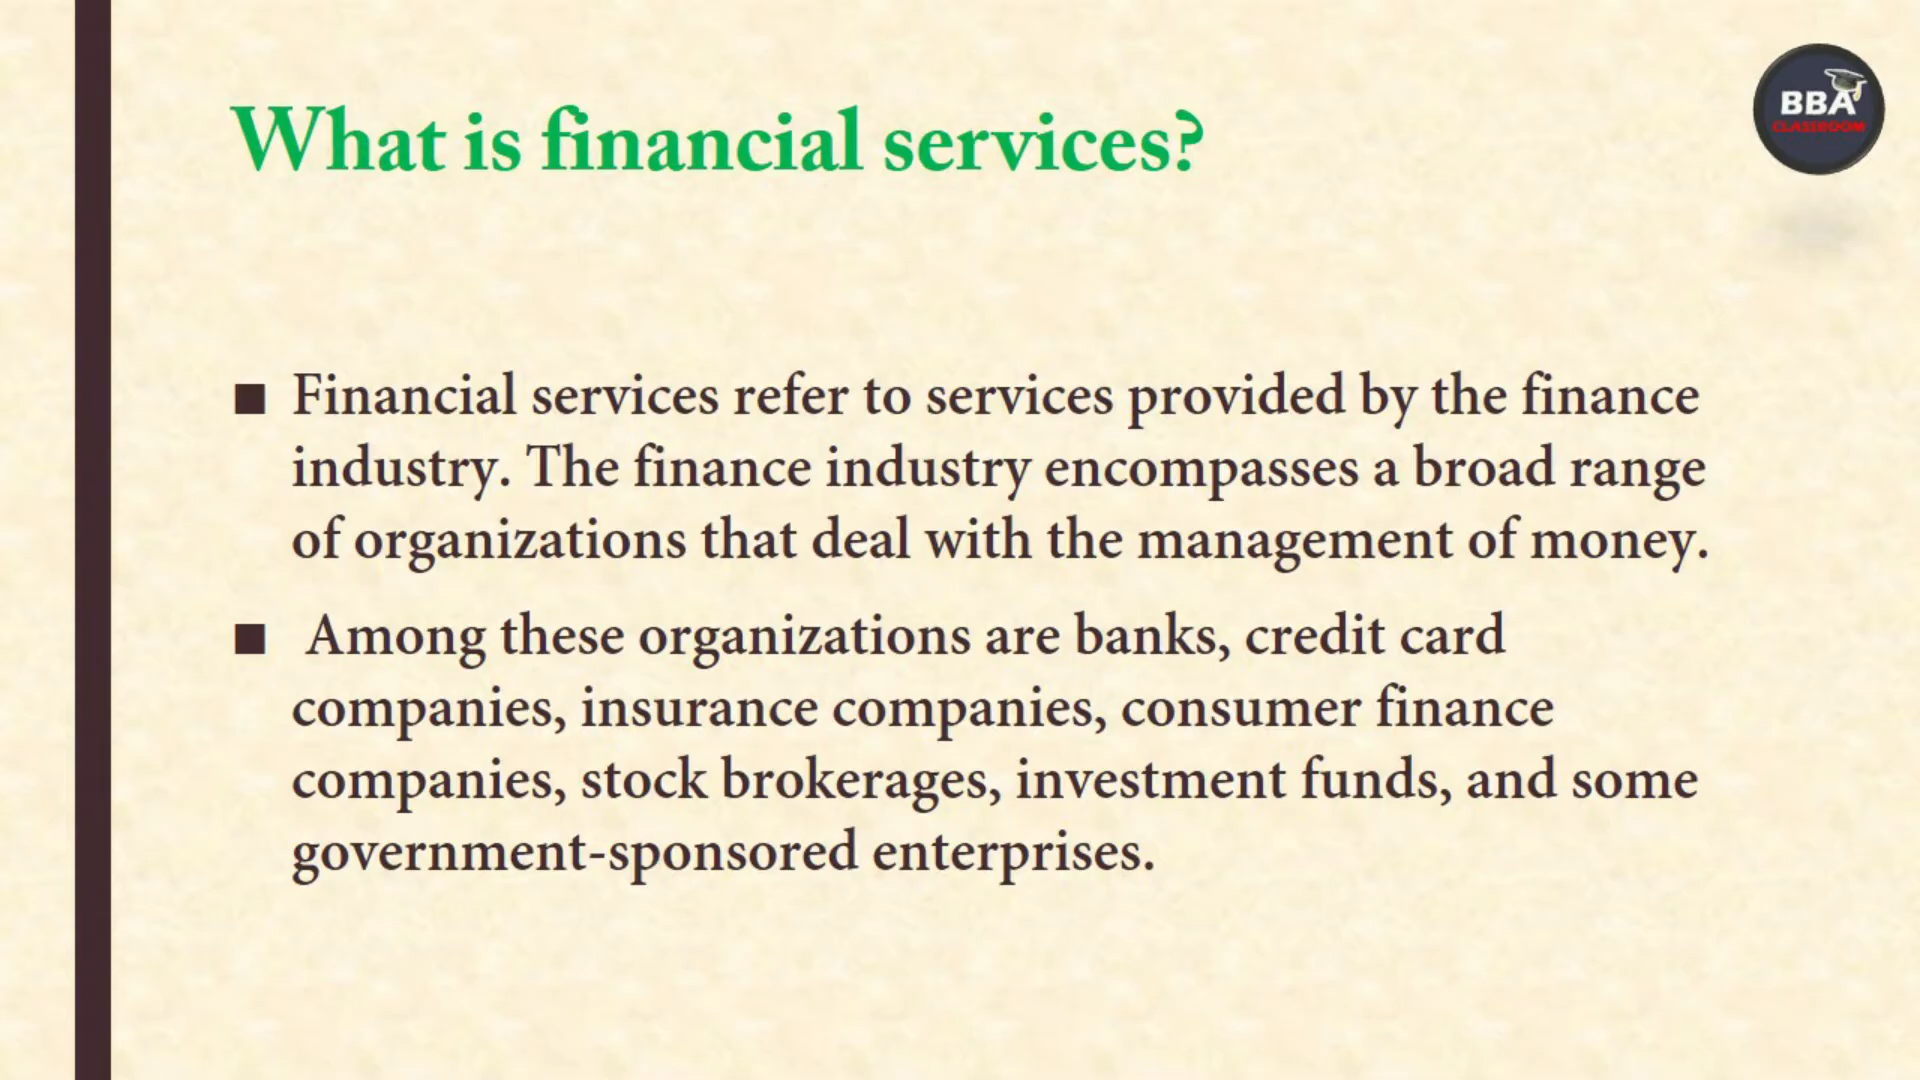 What is financial services?
BBA
CLASSROOM
■ Financial services refer to services provided by the finance
industry. The finance industry encompasses a broad range
of organizations that deal with the management of money.
■ Among these organizations are banks, credit card
companies, insurance companies, consumer finance
companies, stock brokerages, investment funds, and some
government-sponsored enterprises.